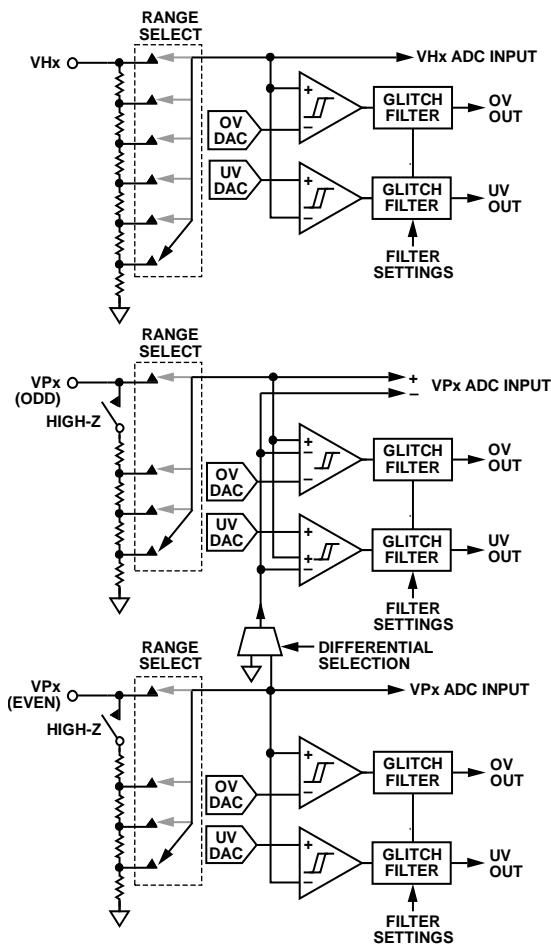 RANGE
SELECT
VHx
VHx ADC INPUT
+
−
OV
DAC
GLITCH
FILTER
OV
OUT
UV
DAC
+
−
GLITCH
FILTER
UV
OUT
FILTER
SETTINGS
RANGE
SELECT
VPx
(ODD)
HIGH-Z
+
−
VPx ADC INPUT
+
−
−
OV
DAC
GLITCH
FILTER
OV
OUT
UV
DAC
+
+
−
GLITCH
FILTER
UV
OUT
FILTER
SETTINGS
DIFFERENTIAL
SELECTION
RANGE
SELECT
VPx
(EVEN)
HIGH-Z
VPx ADC INPUT
+
−
OV
DAC
GLITCH
FILTER
OV
OUT
UV
DAC
+
−
GLITCH
FILTER
UV
OUT
FILTER
SETTINGS